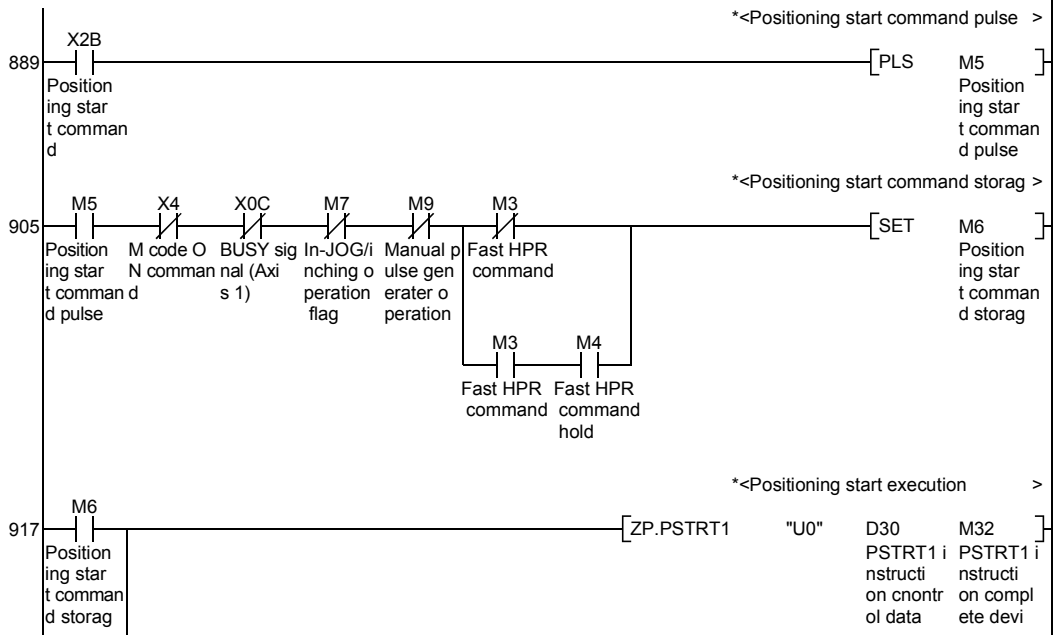 *<Positioning start command pulse >
X2B
889
PLS M5
Position
ing star
t comman
d
Position
ing star
t comman
d pulse
*<Positioning start command storag >
M5 X4 X0C M7 M9 M3
905
SET M6
Position M code O BUSY sig In-JOG/i Manual p Fast HPR
ing star N comman nal (Axi nching o ulse gen command
t comman d s 1) peration erater o
d pulse flag peration
Position
ing star
t comman
d storag
M3 M4
Fast HPR Fast HPR
command command
hold
*<Positioning start execution >
M6
917
ZP.PSTRT1 "U0" D30 M32
Position
ing star
t comman
d storag
PSTRT1 i PSTRT1 i
nstructi nstructi
on cnontr on compl
ol data ete devi